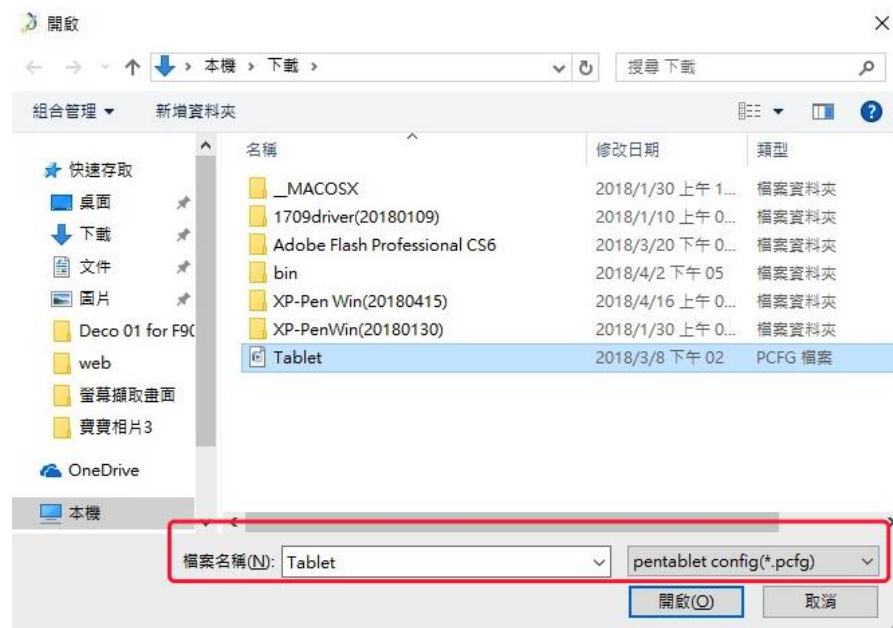 開啟
本機 › 下載 ›
搜尋 下載
組合管理
新增資料夾
名稱 修改日期 類型
快速存取
桌面
下載
文件
圖片
Deco 01 for F90
web
螢幕擷取畫面
寶寶相片3
OneDrive
本機
__MACOSX 2018/1/30 上午 1... 檔案資料夾
1709driver(20180109) 2018/1/10 上午 0... 檔案資料夾
Adobe Flash Professional CS6 2018/3/20 下午 0... 檔案資料夾
bin 2018/4/2 下午 05 檔案資料夾
XP-Pen Win(20180415) 2018/4/16 上午 0... 檔案資料夾
XP-PenWin(20180130) 2018/1/30 上午 0... 檔案資料夾
Tablet 2018/3/8 下午 02 PCFG 檔案
檔案名稱(N): Tablet pentablet config(*.pcfg)
開啟(O) 取消